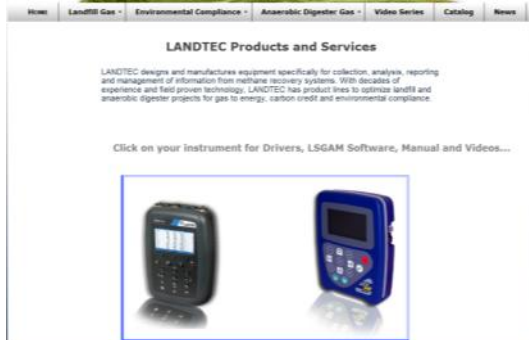 Home Landfill Gas Environmental Compliance Anaerobic Digester Gas Video Series Catalog News
LANDTEC Products and Services
LANDTEC designs and manufactures equipment specifically for collection, analysis, reporting
and management of information from methane recovery systems. With decades of
experience and field proven technology, LANDTEC has product lines to optimize landfill and
anaerobic digester projects for gas to energy, carbon credit and environmental compliance.
Click on your instrument for Drivers, LSGAM Software, Manual and Videos...